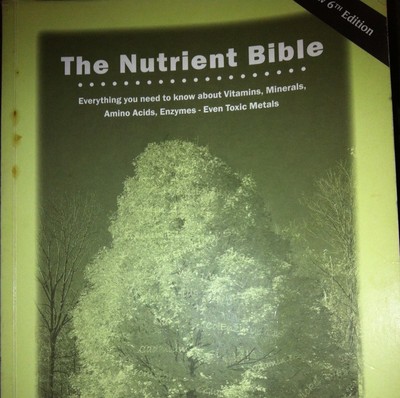 6TH Edition
The Nutrient Bible
Everything you need to know about Vitamins, Minerals,
Amino Acids, Enzymes - Even Toxic Metals